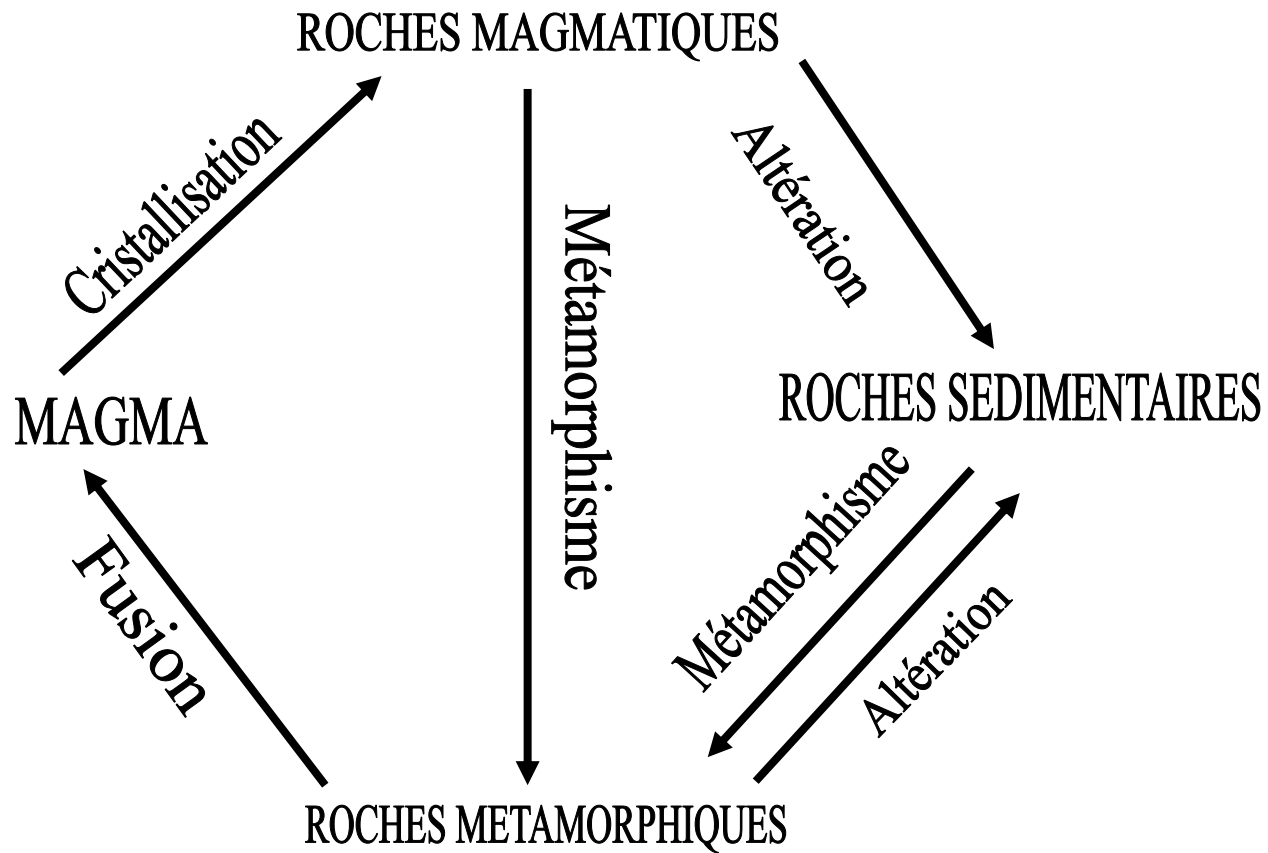 ROCHES MAGMATIQUES
Cristallisation
Altération
Métamorphisme
ROCHES SEDIMENTAIRES
MAGMA
Métamorphisme
Fusion
Altération
ROCHES METAMORPHIQUES